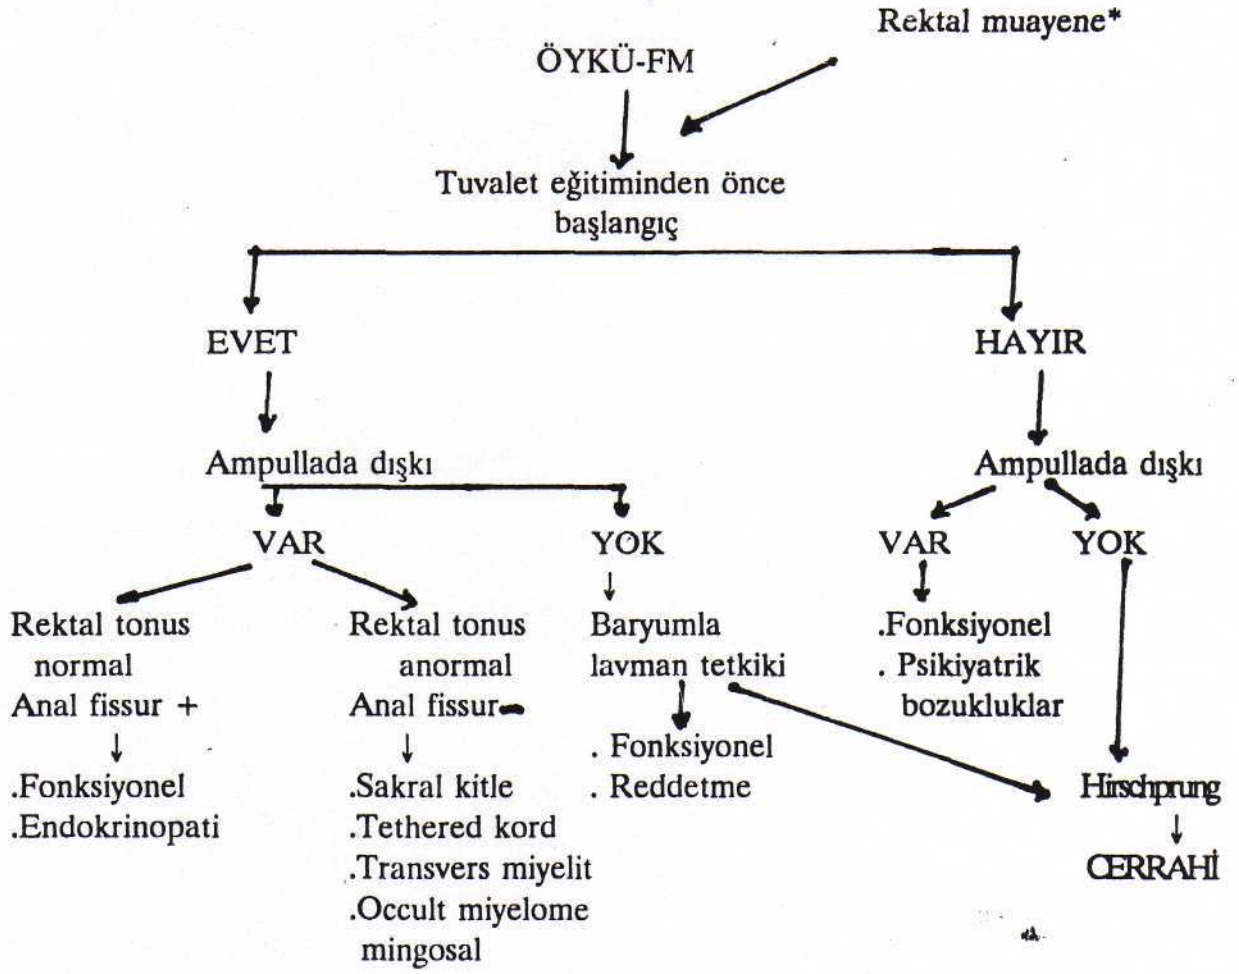 Rektal muayene*
ÖYKÜ-FM
Tuvalet eğitiminden önce
başlangıç
EVET
HAYIR
Ampullada dışkı
Ampullada dışkı
VAR
YOK
VAR
YOK
Rektal tonus
normal
Anal fissur +
.Fonksiyonel
.Endokrinopati
Rektal tonus
anormal
Anal fissur-
.Sakral kitle
.Tethered kord
.Transvers miyelit
.Occult miyelome
mingosal
Baryumla
lavman tetkiki
. Fonksiyonel
. Reddetme
.Fonksiyonel
. Psikiyatrik
bozukluklar
Hirschprung
CERRAHİ